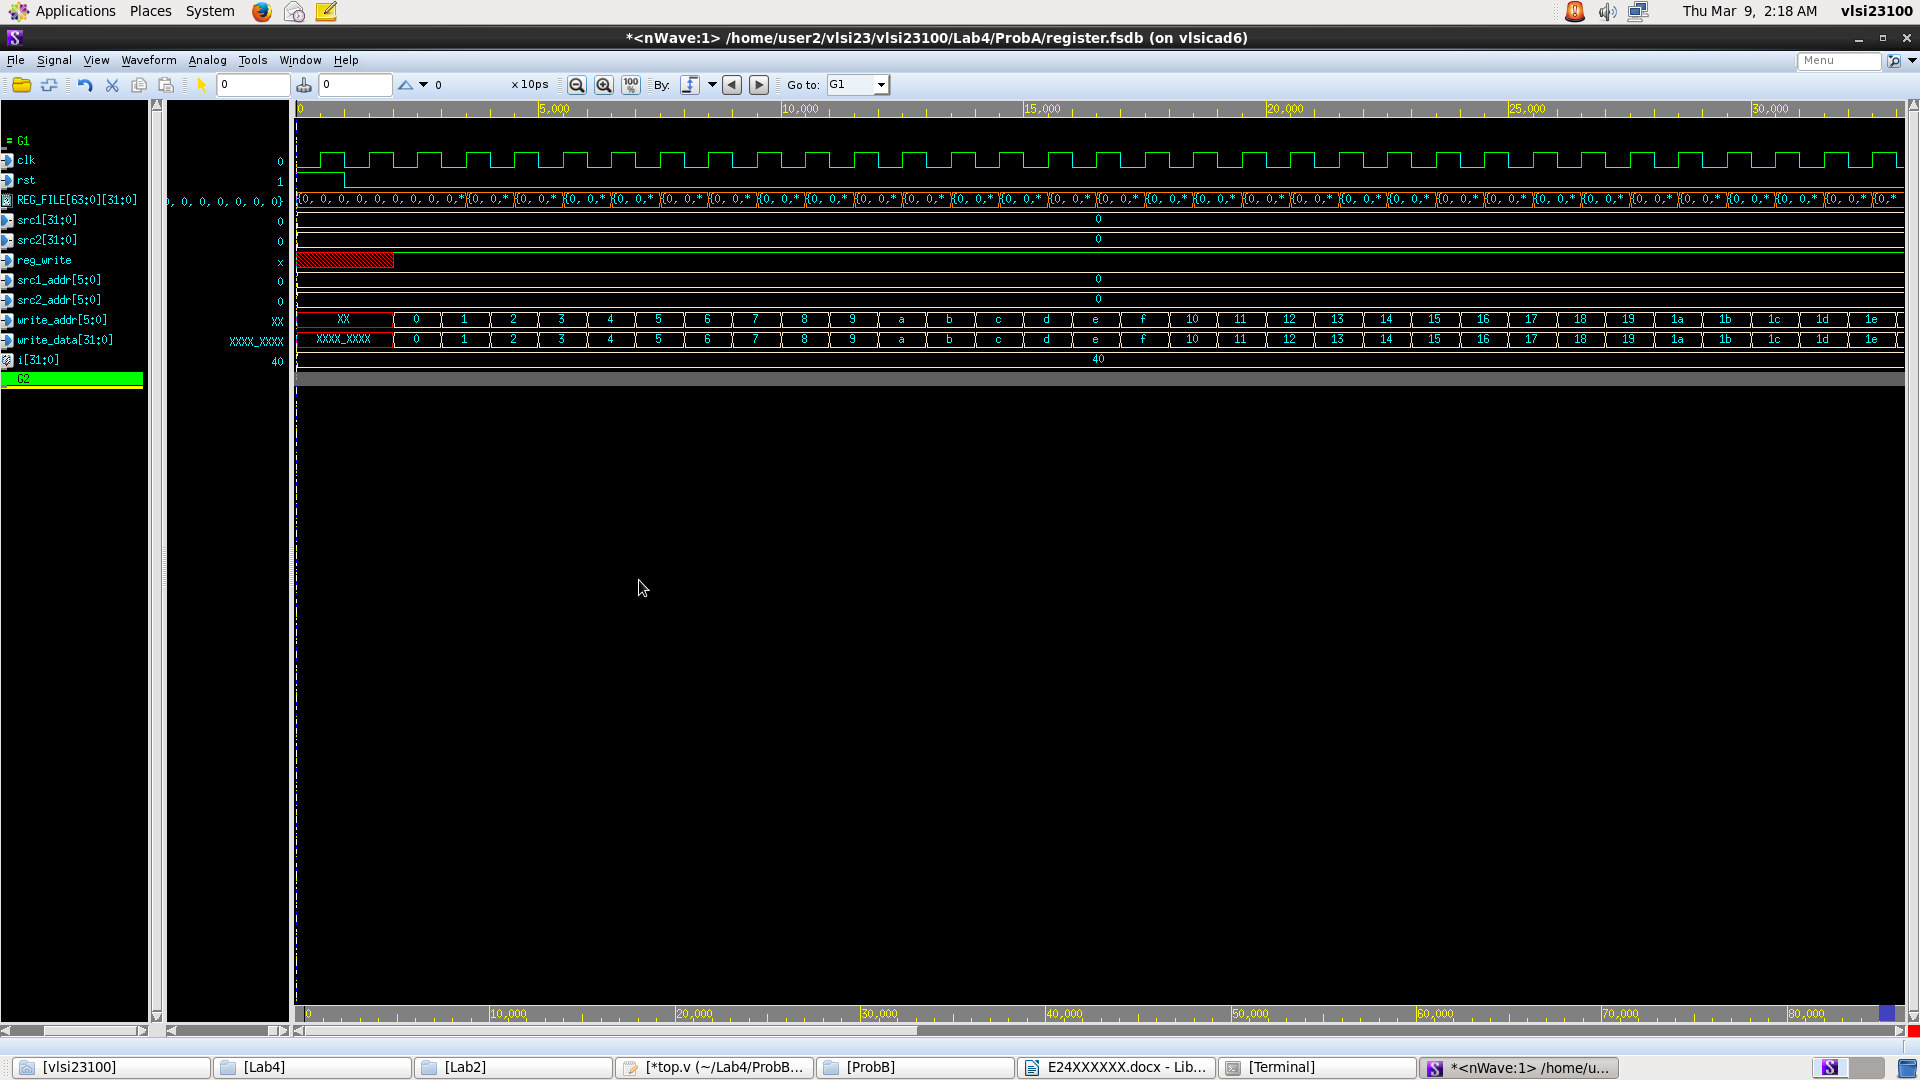 Applications Places System Thu Mar 9, 2:18 AM vlsi23100
*<nWave:1> /home/user2/vlsi23/vlsi23100/Lab4/ProbA/register.fsdb (on vlsicad6)
File Signal View Waveform Analog Tools Window Help Menu
0 0 0 x 10ps 100 % By: Go to: G1
0 5,000 10,000 15,000 20,000 25,000 30,000
= G1
clk 0
rst 1
REG_FILE[63:0][31:0] ), 0, 0, 0, 0, 0, 0} {0, 0, 0, 0, 0, 0, 0, 0, 0, 0, 0, 0, 0,* {0, 0,* {0, 0,* {0, 0,* {0, 0,* {0, 0,* {0, 0,* {0, 0,* {0, 0,* {0, 0,* {0, 0,* {0, 0,* {0, 0,* {0, 0,* {0, 0,* {0, 0,* {0, 0,* {0, 0,* {0, 0,* {0, 0,* {0, 0,* {0, 0,* {0, 0,* {0, 0,* {0, 0,* {0, 0,* {0, 0,* {0, 0,* {0, 0,* {0,*
src1[31:0] 0 0
src2[31:0] 0 0
reg_write x
src1_addr[5:0] 0 0
src2_addr[5:0] 0 0
write_addr[5:0] XX XX 0 1 2 3 4 5 6 7 8 9 a b c d e f 10 11 12 13 14 15 16 17 18 19 1a 1b 1c 1d 1e
write_data[31:0] XXXX_XXXX XXXX_XXXX 0 1 2 3 4 5 6 7 8 9 a b c d e f 10 11 12 13 14 15 16 17 18 19 1a 1b 1c 1d 1e
i[31:0] 40 40
G2
0 10,000 20,000 30,000 40,000 50,000 60,000 70,000 80,000
[vlsi23100] [Lab4] [Lab2] [*top.v (~/Lab4/ProbB... [ProbB] E24XXXXXX.docx - Lib... [Terminal] *<nWave:1> /home/u...